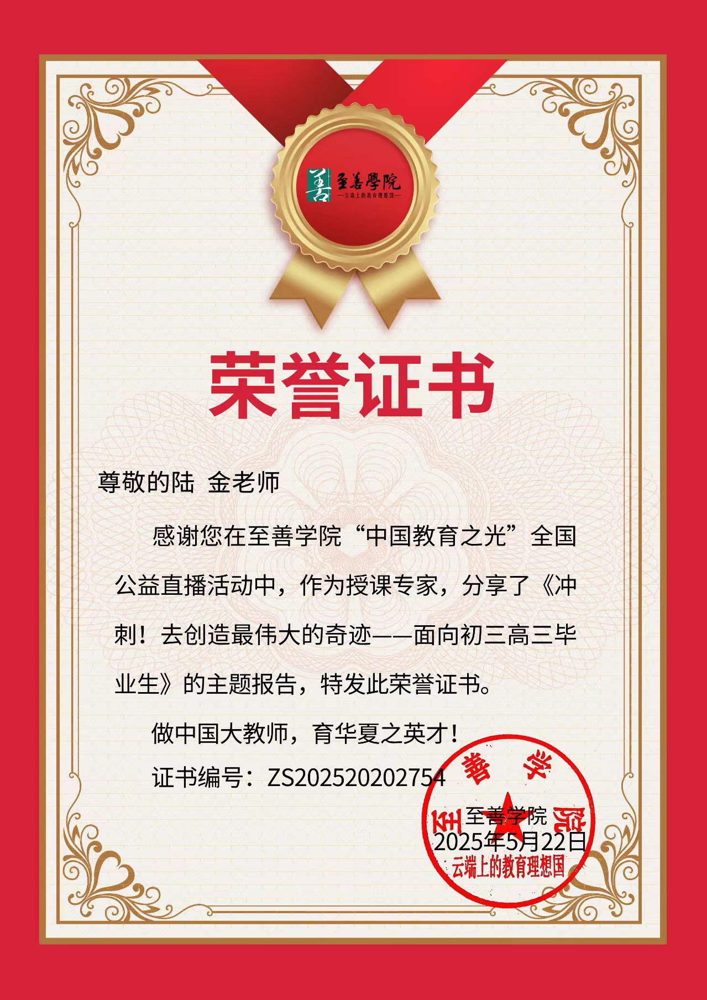 善 至善學院
—云端上的教育理想国—
荣誉证书
尊敬的陆 金老师
感谢您在至善学院“中国教育之光”全国
公益直播活动中，作为授课专家，分享了《冲
刺！去创造最伟大的奇迹——面向初三高三毕
业生》的主题报告，特发此荣誉证书。
做中国大教师，育华夏之英才！
证书编号：ZS202520202754
至善学院
至善学院
2025年5月22日
云端上的教育理想国